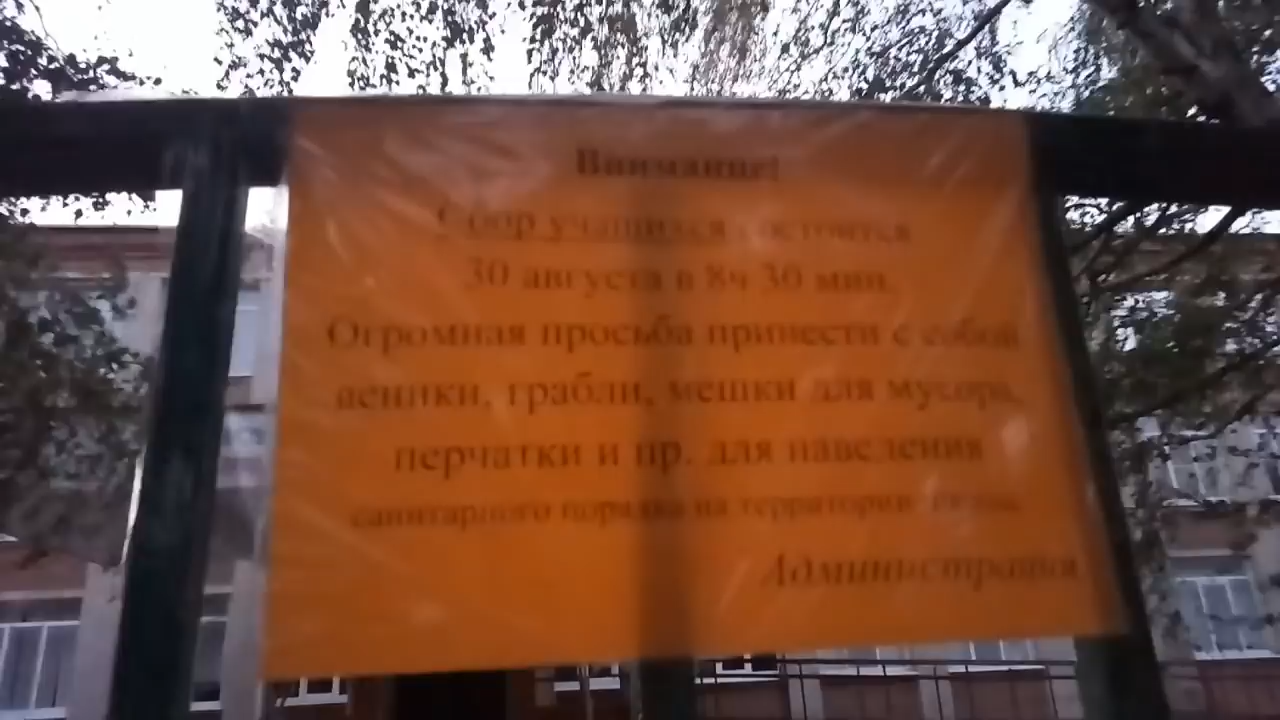 Внимание!
Сбор учащихся состоится
30 августа в 8ч 30 мин.
Огромная просьба принести с собой
веники, грабли, мешки для мусора,
перчатки и пр. для наведения
санитарного порядка на территории
Администрация